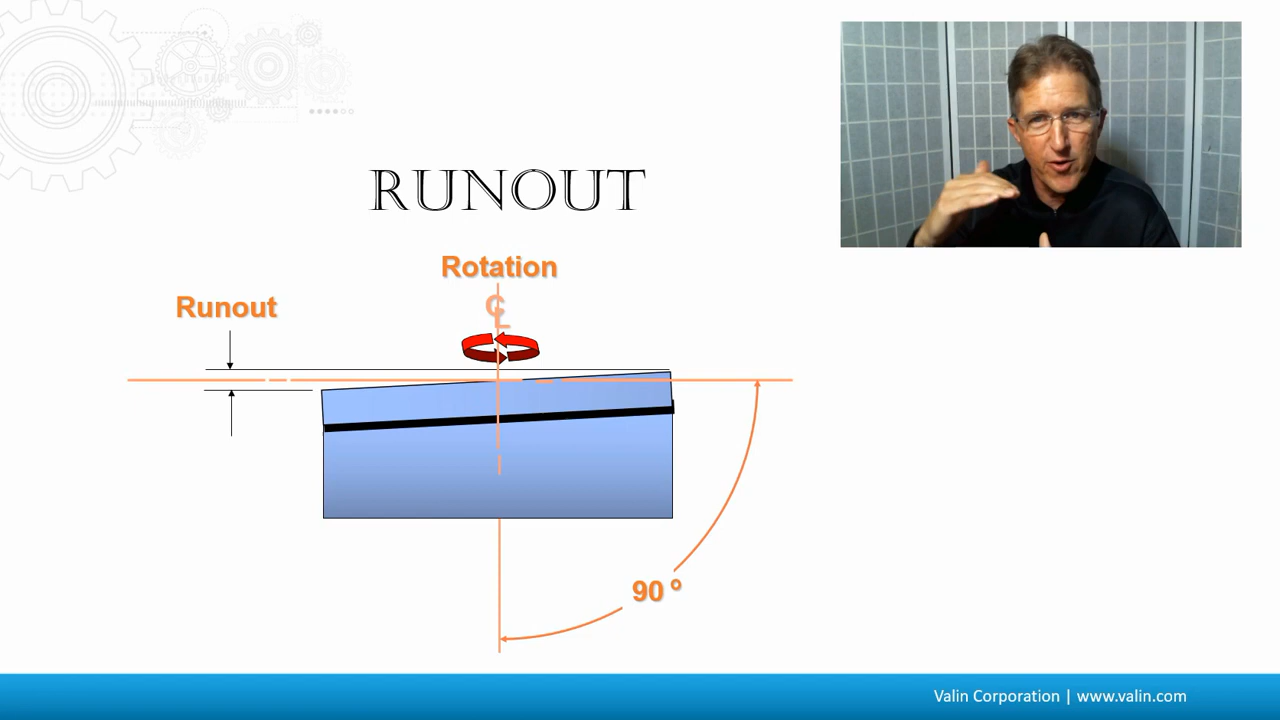 RUNOUT
Rotation
Runout
℄
90 º
Valin Corporation | www.valin.com